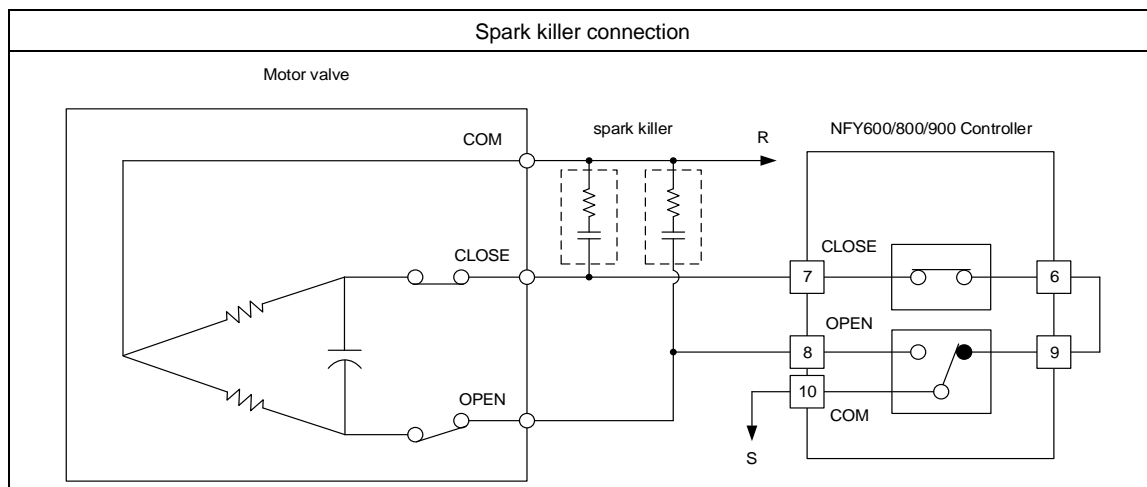 Spark killer connection
Motor valve
spark killer
NFY600/800/900 Controller
COM
R
CLOSE
CLOSE
7
6
OPEN
8
9
OPEN
10
COM
S